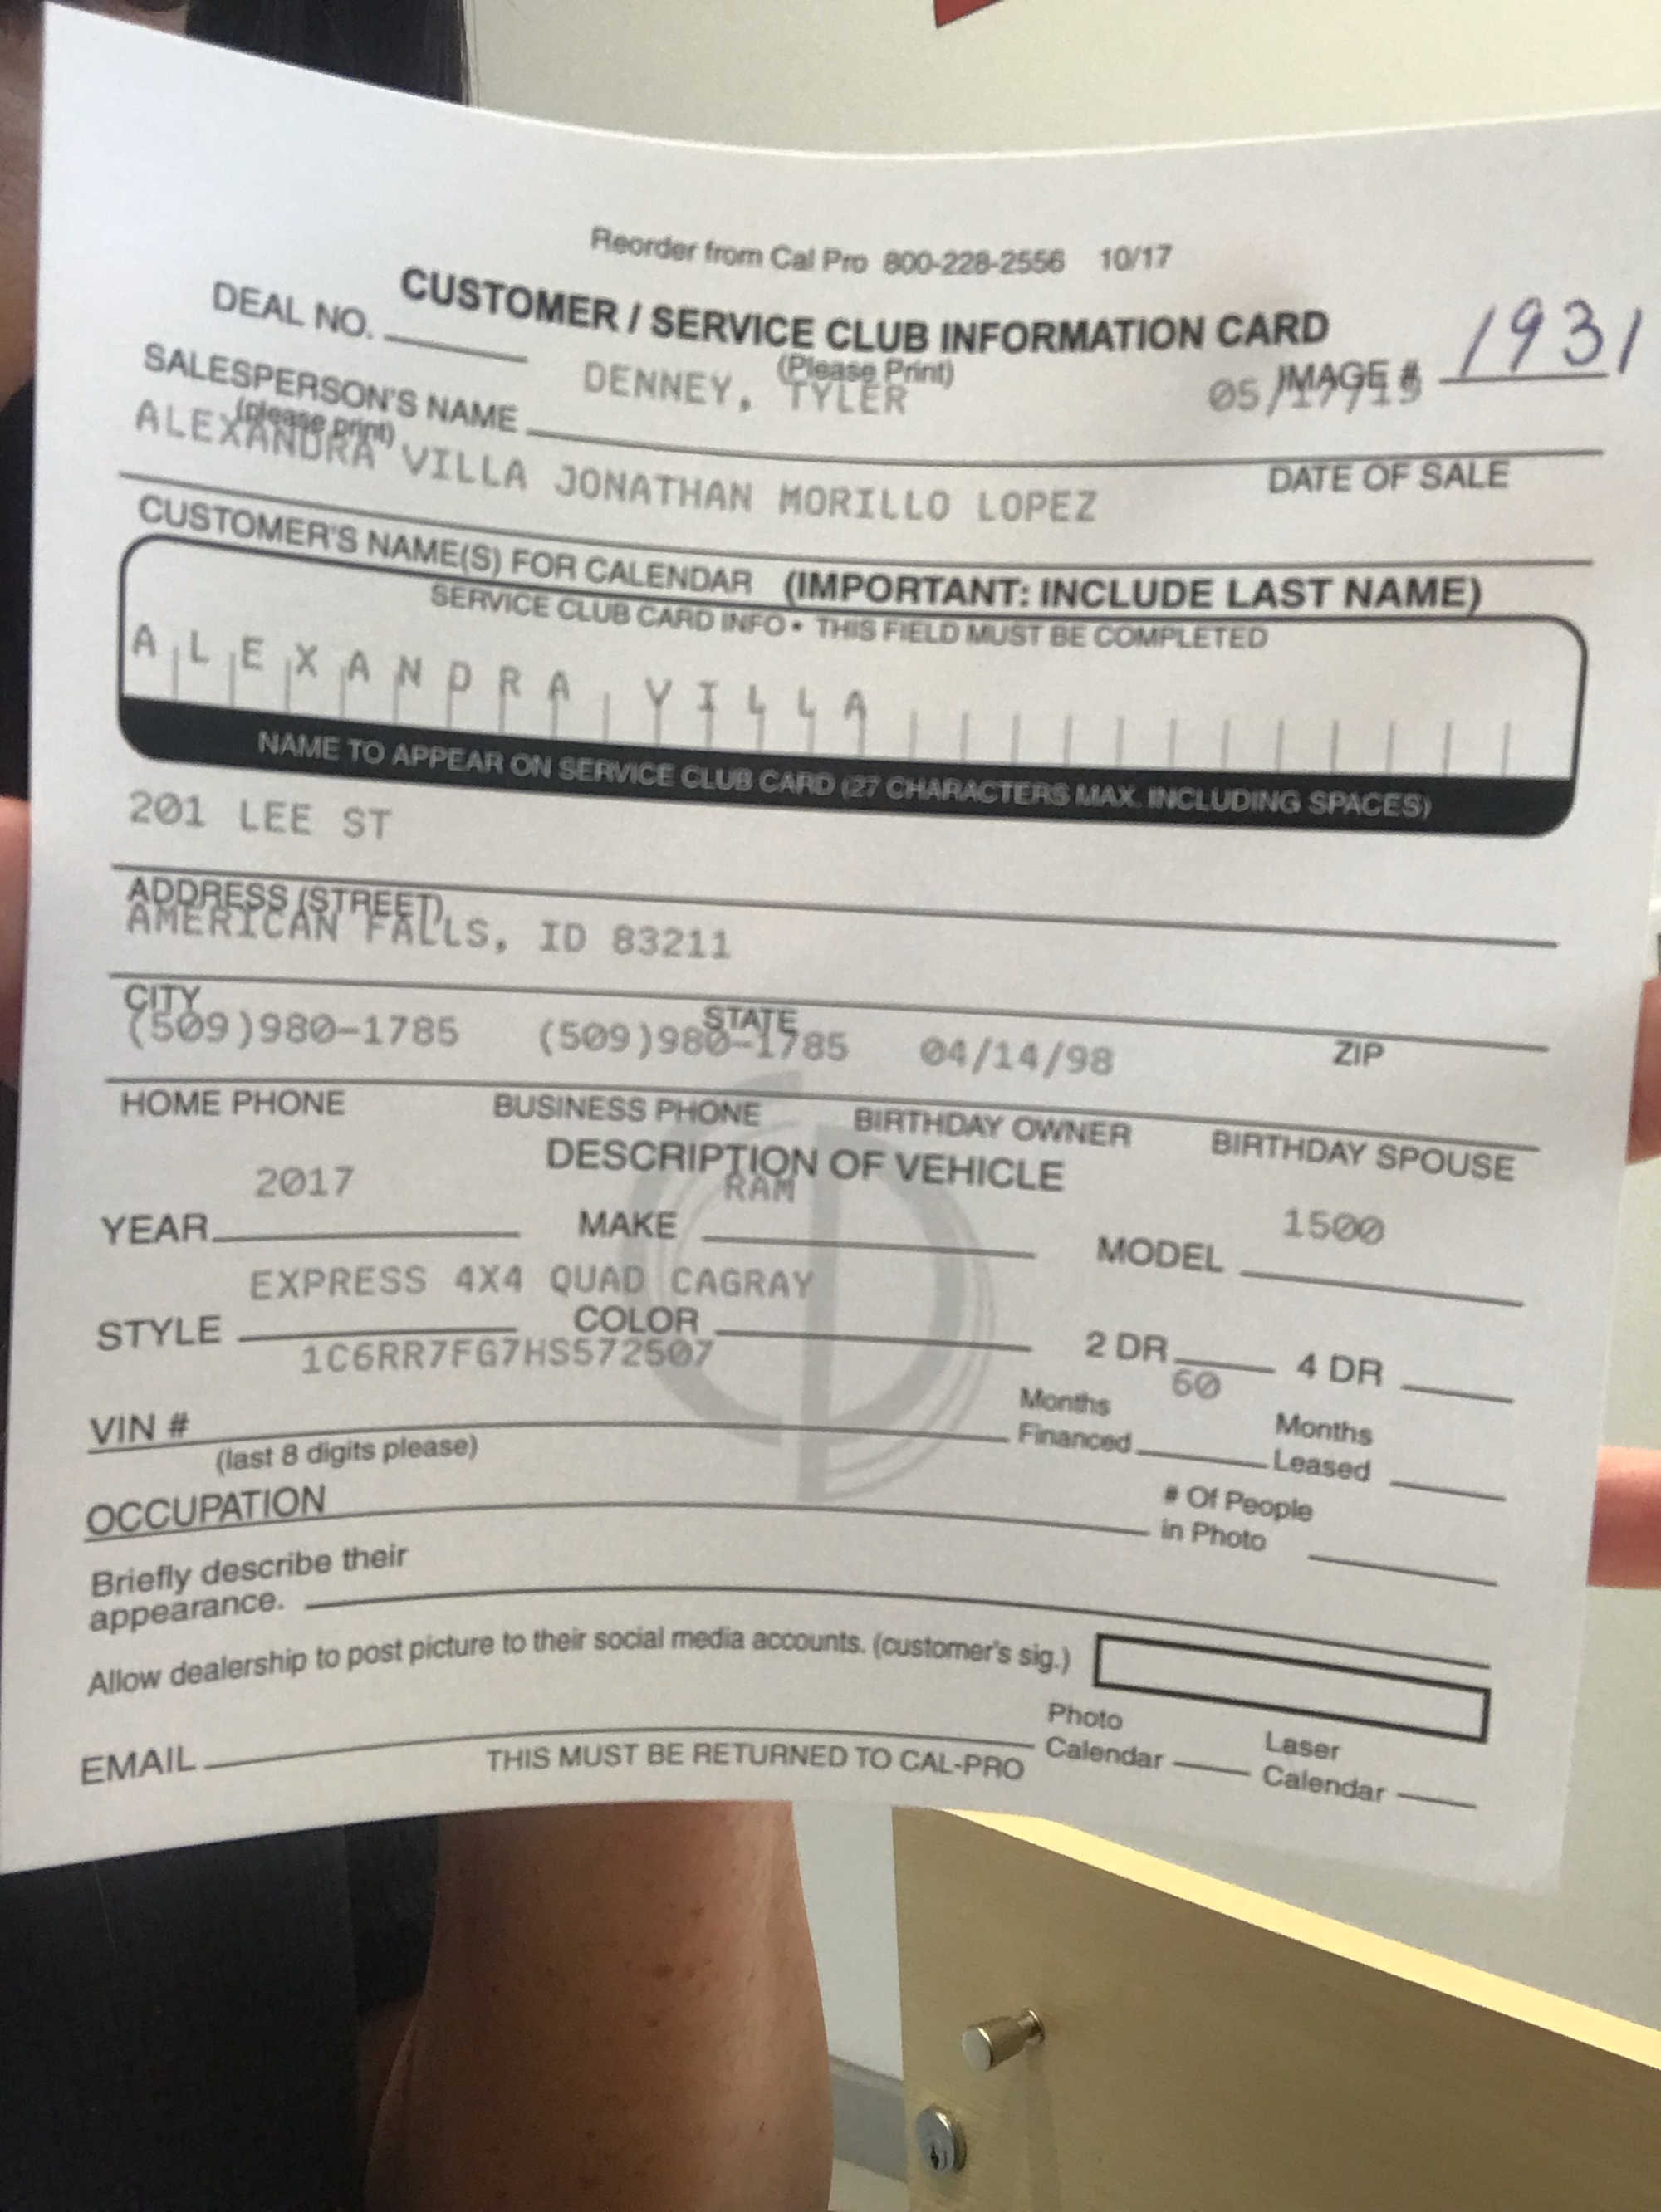 Reorder from Cal Pro 800-228-2556 10/17
CUSTOMER / SERVICE CLUB INFORMATION CARD
(Please Print)
DEAL NO.
IMAGE # 1931
SALESPERSON'S NAME DENNEY, TYLER 05/17/19
(please print)
DATE OF SALE
ALEXANDRA VILLA JONATHAN MORILLO LOPEZ
CUSTOMER'S NAME(S) FOR CALENDAR (IMPORTANT: INCLUDE LAST NAME)
SERVICE CLUB CARD INFO • THIS FIELD MUST BE COMPLETED
ALEXANDRA VILLA
NAME TO APPEAR ON SERVICE CLUB CARD (27 CHARACTERS MAX. INCLUDING SPACES)
201 LEE ST
ADDRESS (STREET)
AMERICAN FALLS, ID 83211
CITY STATE ZIP
(509)980-1785 (509)980-1785 04/14/98
HOME PHONE BUSINESS PHONE BIRTHDAY OWNER BIRTHDAY SPOUSE
DESCRIPTION OF VEHICLE
YEAR 2017 MAKE RAM MODEL 1500
EXPRESS 4X4 QUAD CAGRAY
STYLE COLOR 2 DR 4 DR
1C6RR7FG7HS572507 60
VIN # Months Financed Months Leased
(last 8 digits please)
OCCUPATION # Of People in Photo
Briefly describe their
appearance.
Allow dealership to post picture to their social media accounts. (customer's sig.)
EMAIL Photo Calendar Laser Calendar
THIS MUST BE RETURNED TO CAL-PRO